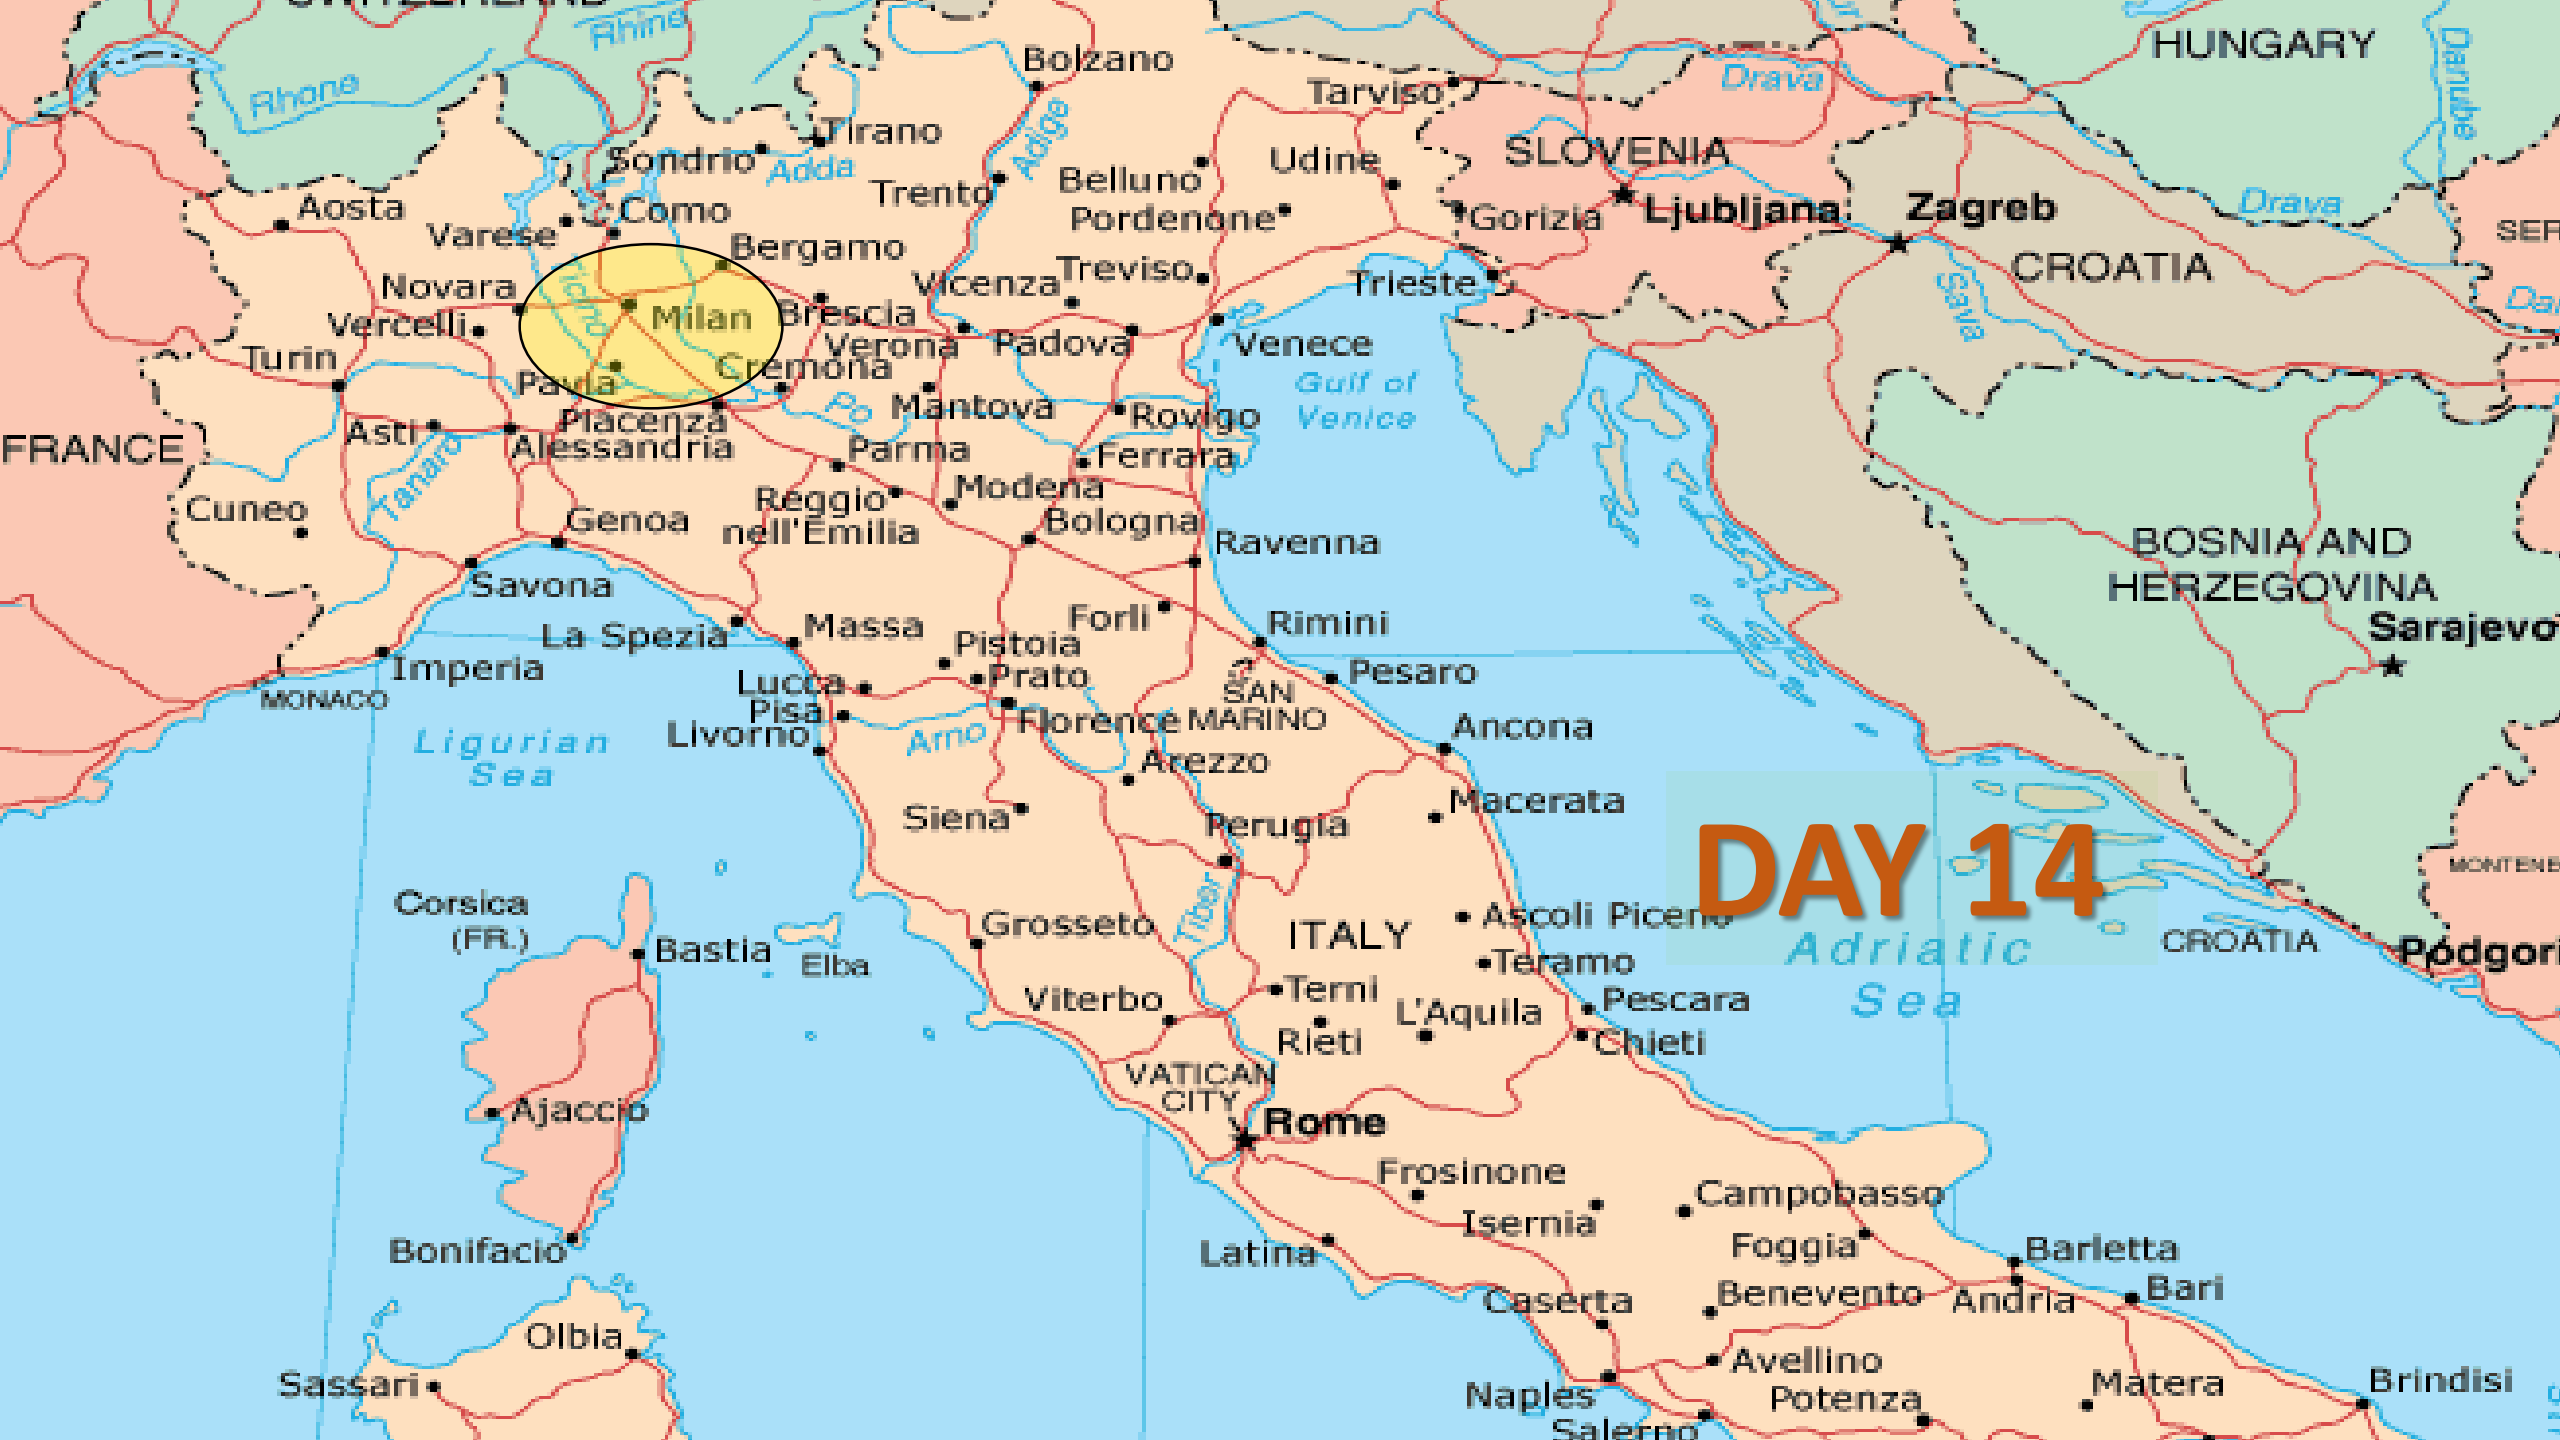 SWITZERLAND
Rhine
Bolzano
HUNGARY
Danube
Rhone
Tarviso
Drava
Adige
Tirano
Sondrio
Adda
SLOVENIA
Udine
Belluno
Trento
Aosta
Como
Pordenone
Gorizia
Ljubljana
Zagreb
Drava
Varese
Bergamo
SER
CROATIA
Treviso
Novara
Vicenza
Trieste
Ticino
Sava
Da
Vercelli
Milan
Brescia
Verona
Padova
Venece
Turin
Cremona
Pavia
Gulf of
Venice
Po
Mantova
Rovigo
Piacenza
Asti
Alessandria
FRANCE
Parma
Ferrara
Tanaro
Modena
Reggio
nell'Emilia
Cuneo
Genoa
Bologna
Ravenna
BOSNIA AND
HERZEGOVINA
Savona
Forli
Rimini
Sarajevo
La Spezia
Massa
Pistoia
Imperia
Prato
Pesaro
MONACO
Lucca
SAN
MARINO
Pisa
Florence
Ancona
Livorno
Arno
Ligurian
Sea
Arezzo
Macerata
Siena
Perugia
DAY 14
MONTENE
Tiber
Corsica
(FR.)
Grosseto
Ascoli Piceno
ITALY
CROATIA
Bastia
Elba
Adriatic
Sea
Podgori
Teramo
Terni
Viterbo
Pescara
L'Aquila
Rieti
Chieti
VATICAN
CITY
Ajaccio
Rome
Frosinone
Campobasso
Isernia
Bonifacio
Latina
Foggia
Barletta
Caserta
Benevento
Andria
Bari
Olbia
Avellino
Sassari
Naples
Potenza
Matera
Brindisi
Salerno